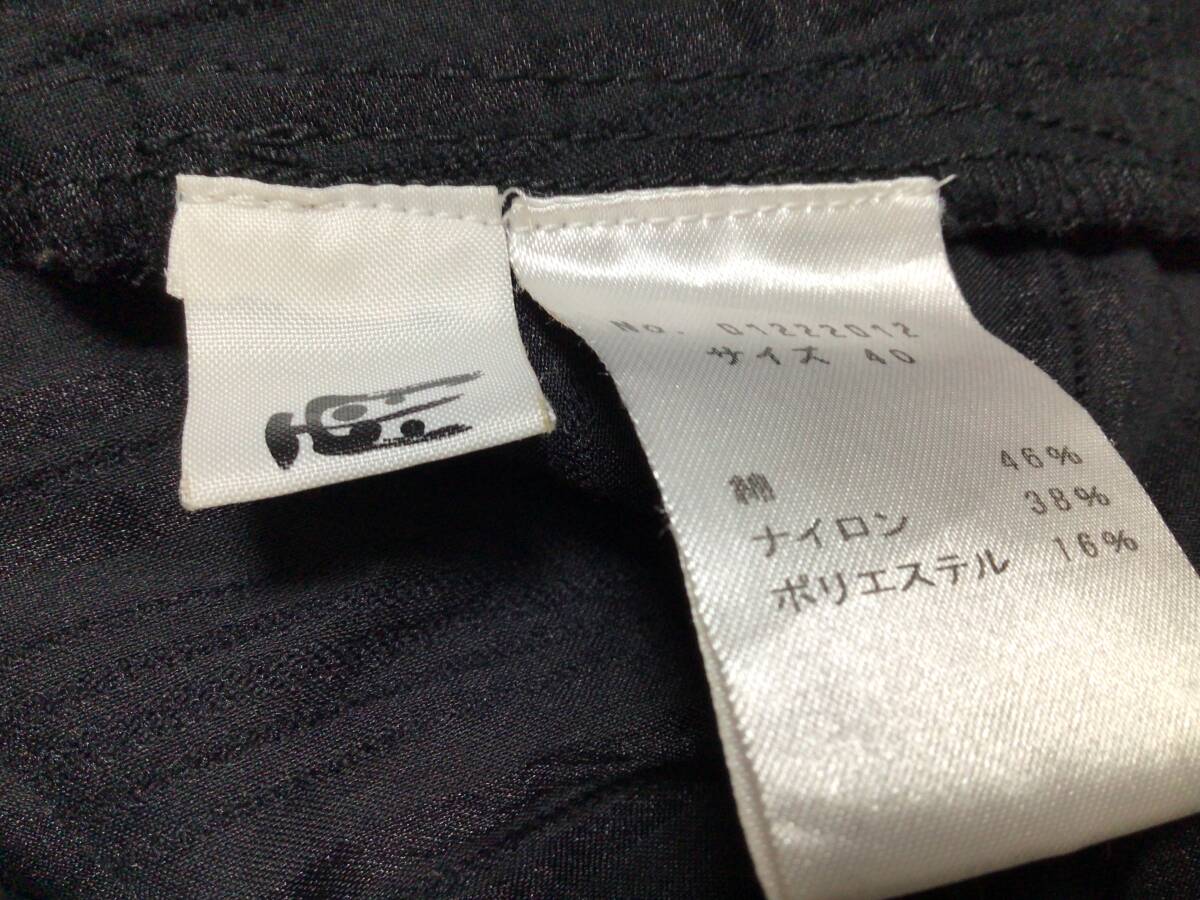 No. 01222012
サイズ 40
綿 46%
ナイロン 38%
ポリエステル 16%